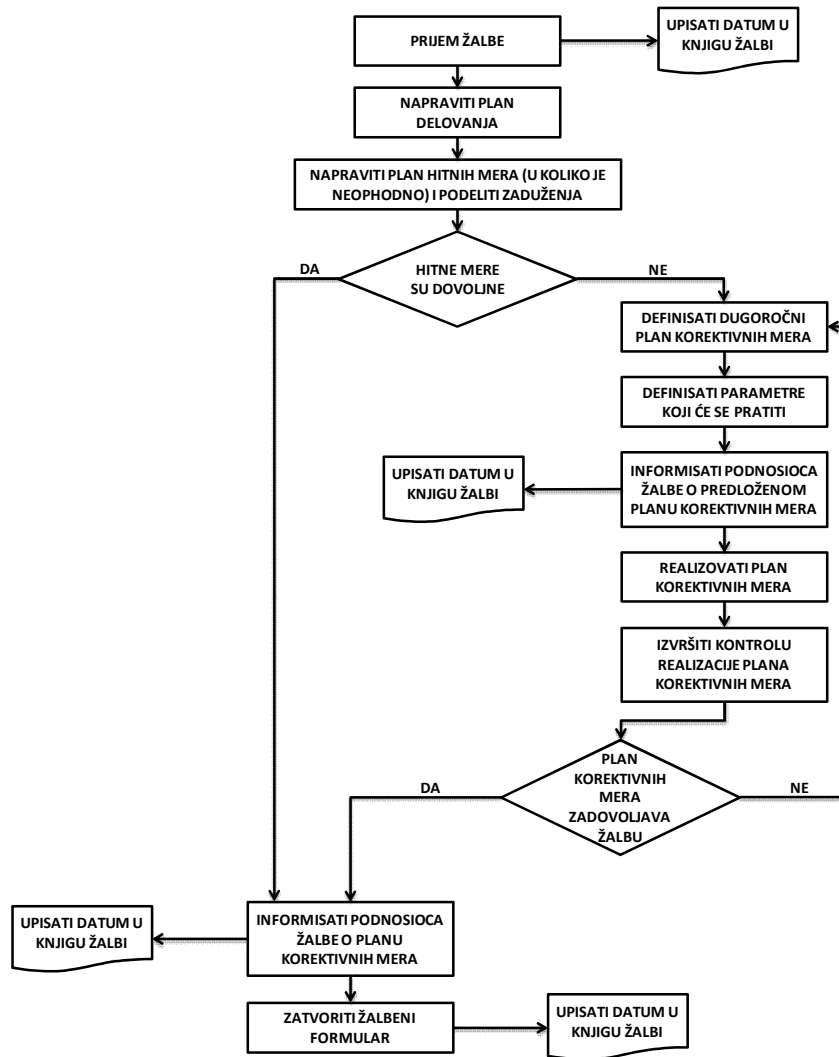 PRIJEM ŽALBE
UPISATI DATUM U
KNJIGU ŽALBI
NAPRAVITI PLAN
DELOVANJA
NAPRAVITI PLAN HITNIH MERA (U KOLIKO JE
NEOPHODNO) I PODELITI ZADUŽENJA
DA
HITNE MERE
SU DOVOLJNE
NE
DEFINISATI DUGOROČNI
PLAN KOREKTIVNIH MERA
DEFINISATI PARAMETRE
KOJI ĆE SE PRATITI
UPISATI DATUM U
KNJIGU ŽALBI
INFORMISATI PODNOSIOCA
ŽALBE O PREDLOŽENOM
PLANU KOREKTIVNIH MERA
REALIZOVATI PLAN
KOREKTIVNIH MERA
IZVRŠITI KONTROLU
REALIZACIJE PLANA
KOREKTIVNIH MERA
DA
PLAN
KOREKTIVNIH
MERA
ZADOVOLJAVA
ŽALBU
NE
UPISATI DATUM U
KNJIGU ŽALBI
INFORMISATI PODNOSIOCA
ŽALBE O PLANU
KOREKTIVNIH MERA
ZATVORITI ŽALBENI
FORMULAR
UPISATI DATUM U
KNJIGU ŽALBI